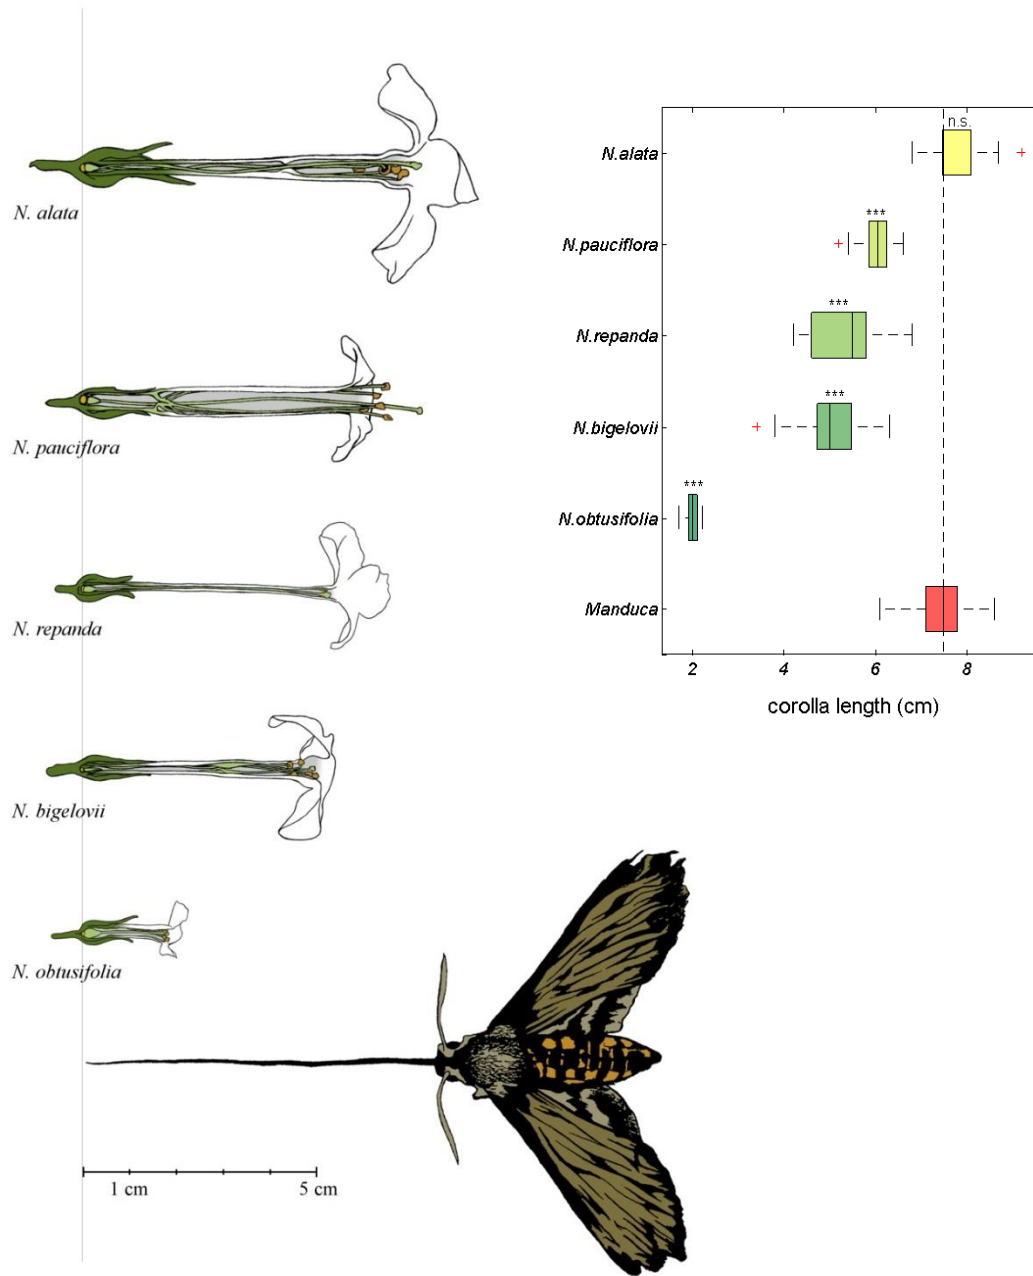 N. alata
N. pauciflora
N. repanda
N. bigelovii
N. obtusifolia
1 cm 5 cm
n.s.
N.alata
***
N.pauciflora
***
N.repanda
***
N.bigelovii
***
N.obtusifolia
Manduca
2 4 6 8
corolla length (cm)